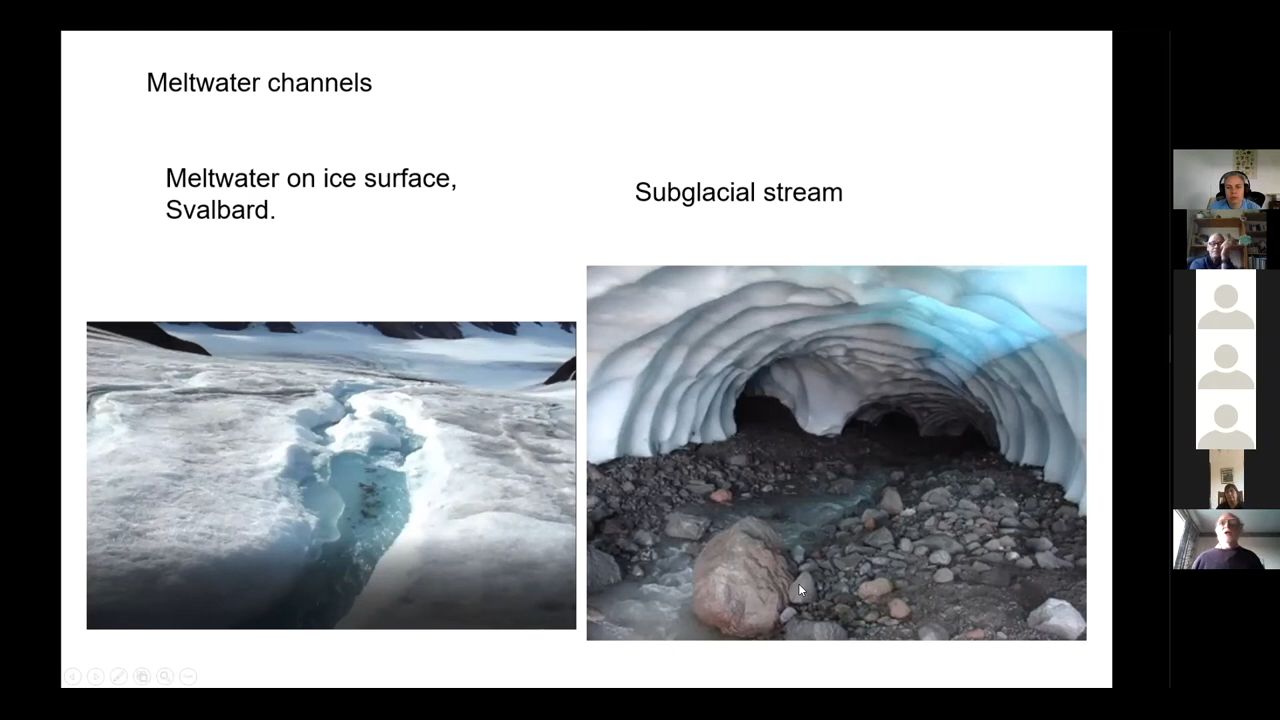 Meltwater channels
Meltwater on ice surface,
Svalbard.
Subglacial stream